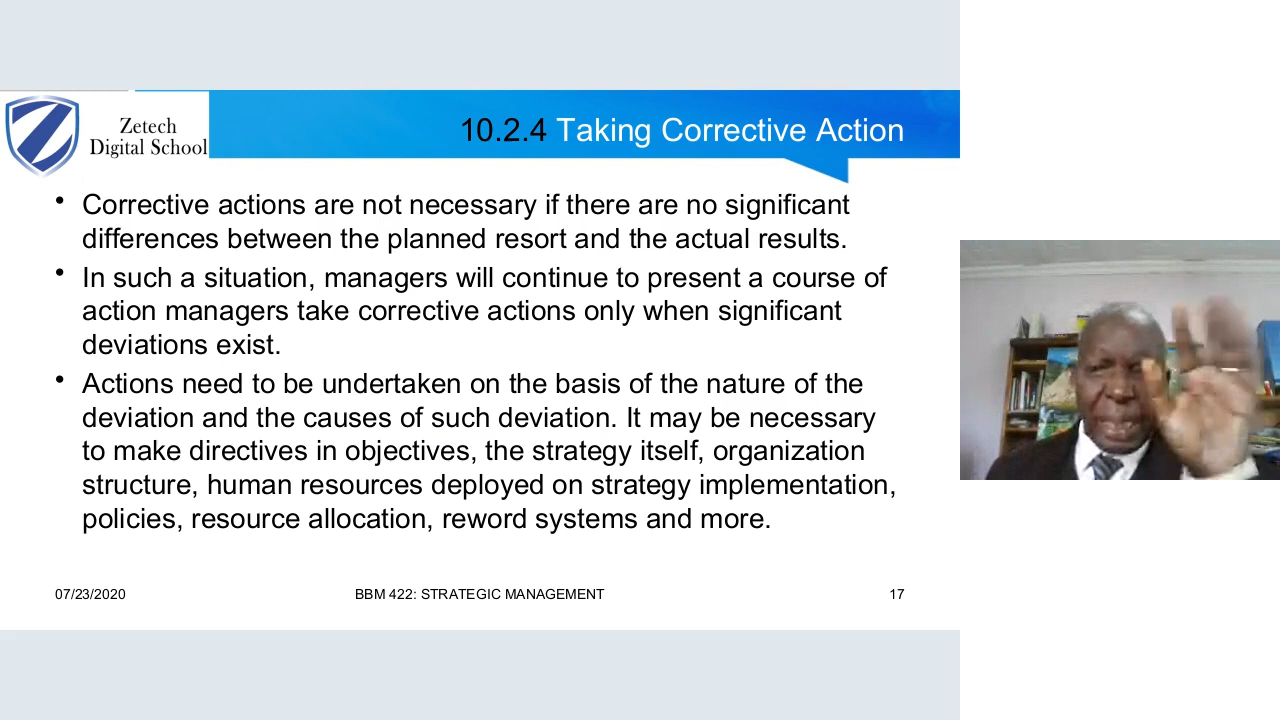 Zetech
Digital School
10.2.4 Taking Corrective Action
• Corrective actions are not necessary if there are no significant
differences between the planned resort and the actual results.
• In such a situation, managers will continue to present a course of
action managers take corrective actions only when significant
deviations exist.
• Actions need to be undertaken on the basis of the nature of the
deviation and the causes of such deviation. It may be necessary
to make directives in objectives, the strategy itself, organization
structure, human resources deployed on strategy implementation,
policies, resource allocation, reword systems and more.
07/23/2020 BBM 422: STRATEGIC MANAGEMENT 17